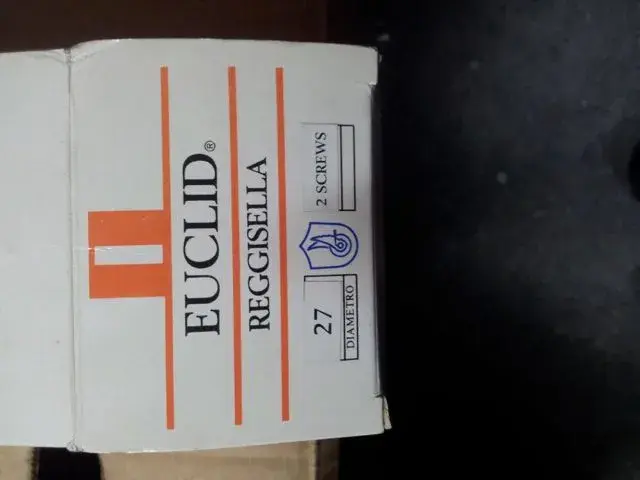 EUCLID®
REGGISELLA
27
DIAMETRO
2 SCREWS